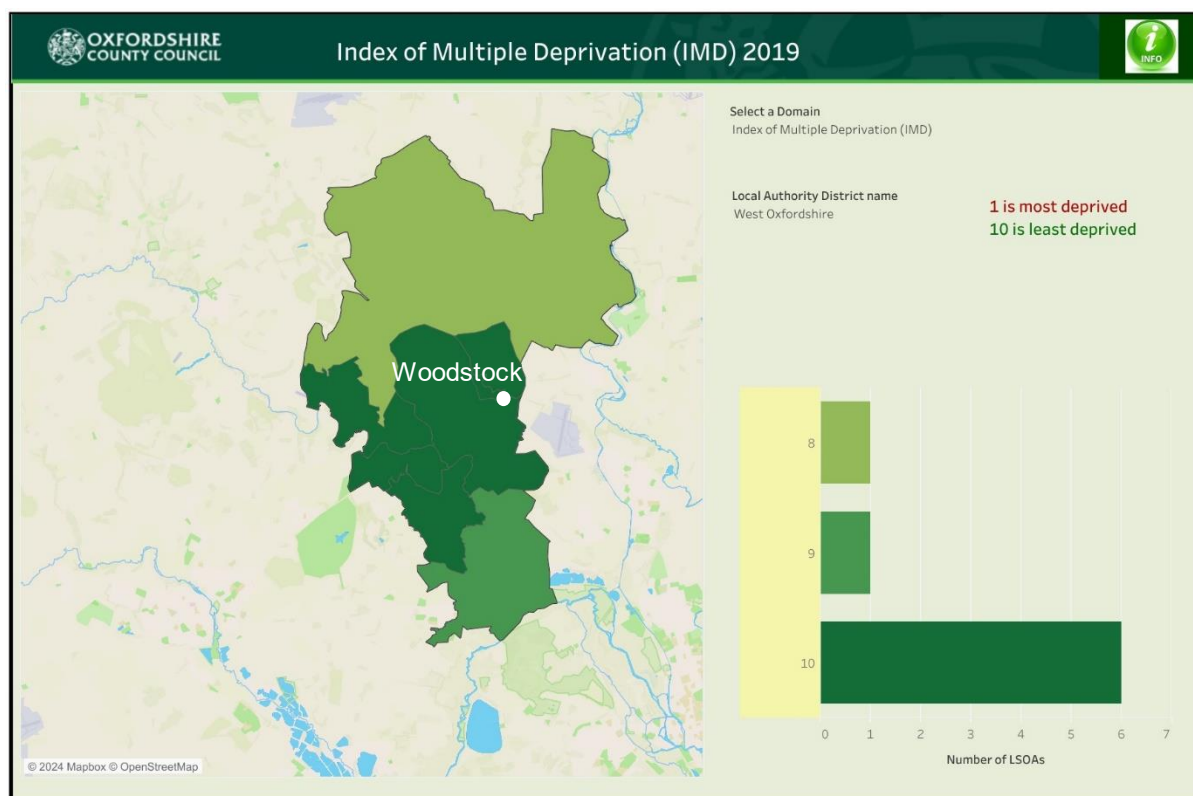 OXFORDSHIRE
COUNTY COUNCIL
Index of Multiple Deprivation (IMD) 2019
i
INFO
Select a Domain
Index of Multiple Deprivation (IMD)
Local Authority District name
West Oxfordshire
1 is most deprived
10 is least deprived
Woodstock
8
9
10
0 1 2 3 4 5 6 7
Number of LSOAs
© 2024 Mapbox © OpenStreetMap